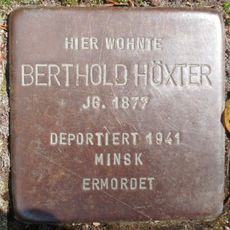 HIER WOHNTE
BERTHOLD HÖXTER
JG. 1877
DEPORTIERT 1941
MINSK
ERMORDET